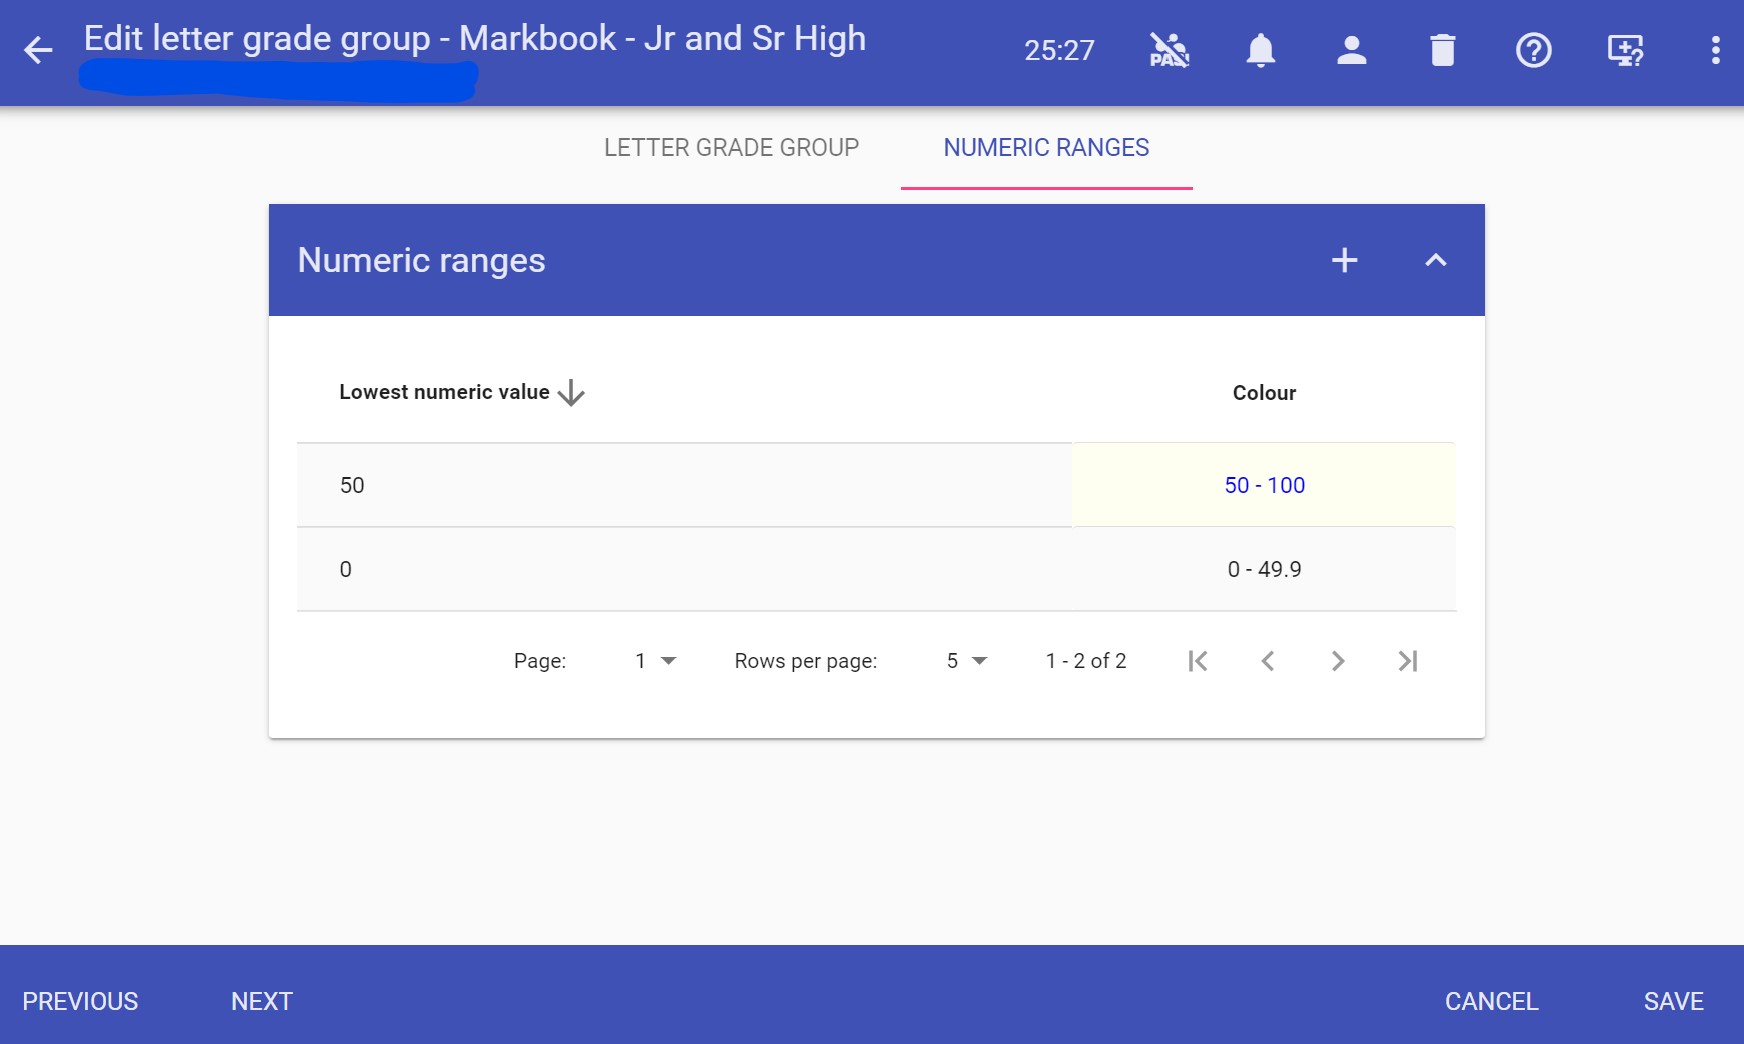 Edit letter grade group - Markbook - Jr and Sr High
25:27
PASI
LETTER GRADE GROUP
NUMERIC RANGES
Numeric ranges
Lowest numeric value
Colour
50
50 - 100
0
0 - 49.9
Page: 1 Rows per page: 5 1 - 2 of 2
PREVIOUS NEXT CANCEL SAVE